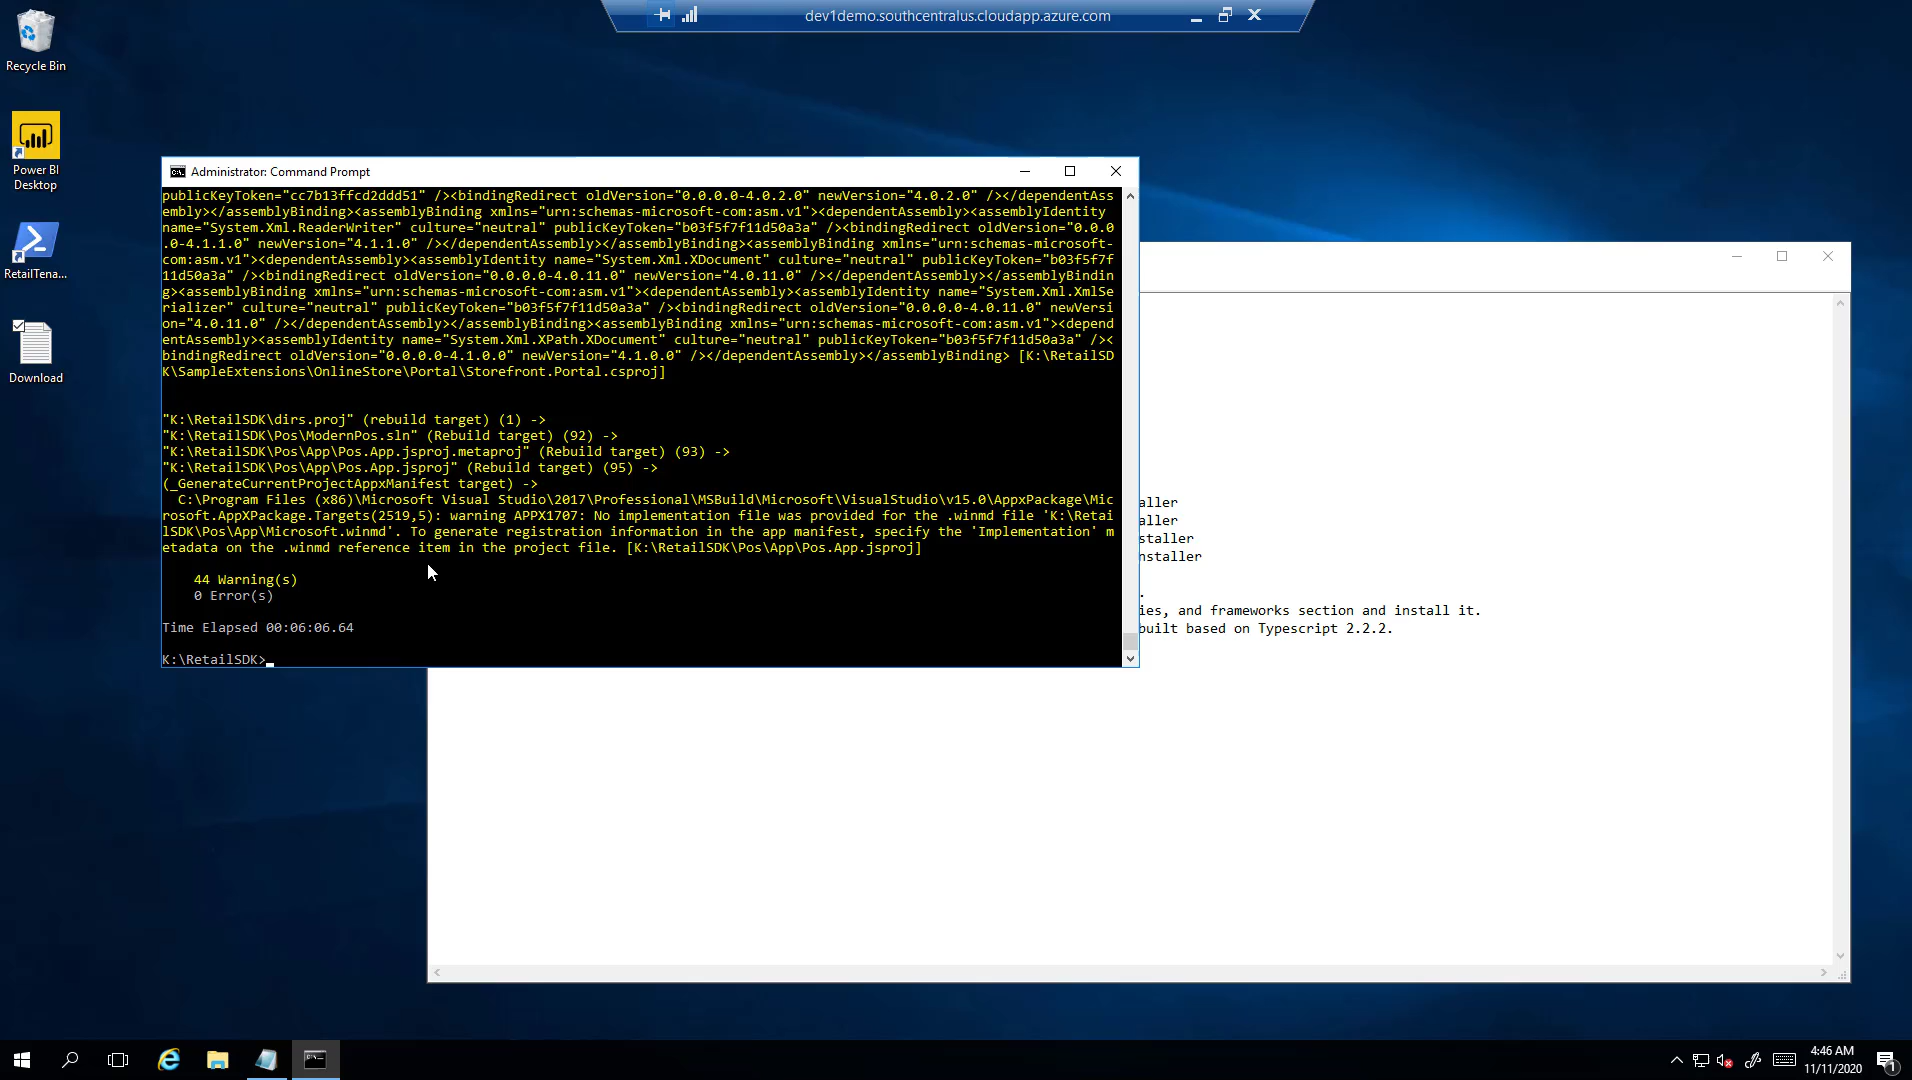 dev1demo.southcentralus.cloudapp.azure.com
Recycle Bin
Power BI
Desktop
RetailTena...
Download
Administrator: Command Prompt
publicKeyToken="cc7b13ffcd2ddd51" /><bindingRedirect oldVersion="0.0.0.0-4.0.2.0" newVersion="4.0.2.0" /></dependentAss
embly></assemblyBinding><assemblyBinding xmlns="urn:schemas-microsoft-com:asm.v1"><dependentAssembly><assemblyIdentity
name="System.Xml.ReaderWriter" culture="neutral" publicKeyToken="b03f5f7f11d50a3a" /><bindingRedirect oldVersion="0.0.0
.0-4.1.1.0" newVersion="4.1.1.0" /></dependentAssembly></assemblyBinding><assemblyBinding xmlns="urn:schemas-microsoft-
com:asm.v1"><dependentAssembly><assemblyIdentity name="System.Xml.XDocument" culture="neutral" publicKeyToken="b03f5f7f
11d50a3a" /><bindingRedirect oldVersion="0.0.0.0-4.0.11.0" newVersion="4.0.11.0" /></dependentAssembly></assemblyBindin
g><assemblyBinding xmlns="urn:schemas-microsoft-com:asm.v1"><dependentAssembly><assemblyIdentity name="System.Xml.XmlSe
rializer" culture="neutral" publicKeyToken="b03f5f7f11d50a3a" /><bindingRedirect oldVersion="0.0.0.0-4.0.11.0" newVersi
on="4.0.11.0" /></dependentAssembly></assemblyBinding><assemblyBinding xmlns="urn:schemas-microsoft-com:asm.v1"><depend
entAssembly><assemblyIdentity name="System.Xml.XPath.XDocument" culture="neutral" publicKeyToken="b03f5f7f11d50a3a" /><
bindingRedirect oldVersion="0.0.0.0-4.1.0.0" newVersion="4.1.0.0" /></dependentAssembly></assemblyBinding> [K:\RetailSD
K\SampleExtensions\OnlineStore\Portal\Storefront.Portal.csproj]
"K:\RetailSDK\dirs.proj" (rebuild target) (1) ->
"K:\RetailSDK\Pos\ModernPos.sln" (Rebuild target) (92) ->
"K:\RetailSDK\Pos\App\Pos.App.jsproj.metaproj" (Rebuild target) (93) ->
"K:\RetailSDK\Pos\App\Pos.App.jsproj" (Rebuild target) (95) ->
(_GenerateCurrentProjectAppxManifest target) ->
C:\Program Files (x86)\Microsoft Visual Studio\2017\Professional\MSBuild\Microsoft\VisualStudio\v15.0\AppxPackage\Mic
rosoft.AppXPackage.Targets(2519,5): warning APPX1707: No implementation file was provided for the .winmd file 'K:\Retai
lSDK\Pos\App\Microsoft.winmd'. To generate registration information in the app manifest, specify the 'Implementation' m
etadata on the .winmd reference item in the project file. [K:\RetailSDK\Pos\App\Pos.App.jsproj]
44 Warning(s)
0 Error(s)
Time Elapsed 00:06:06.64
K:\RetailSDK>
aller
aller
staller
nstaller
.
ies, and frameworks section and install it.
built based on Typescript 2.2.2.
4:46 AM
11/11/2020
1